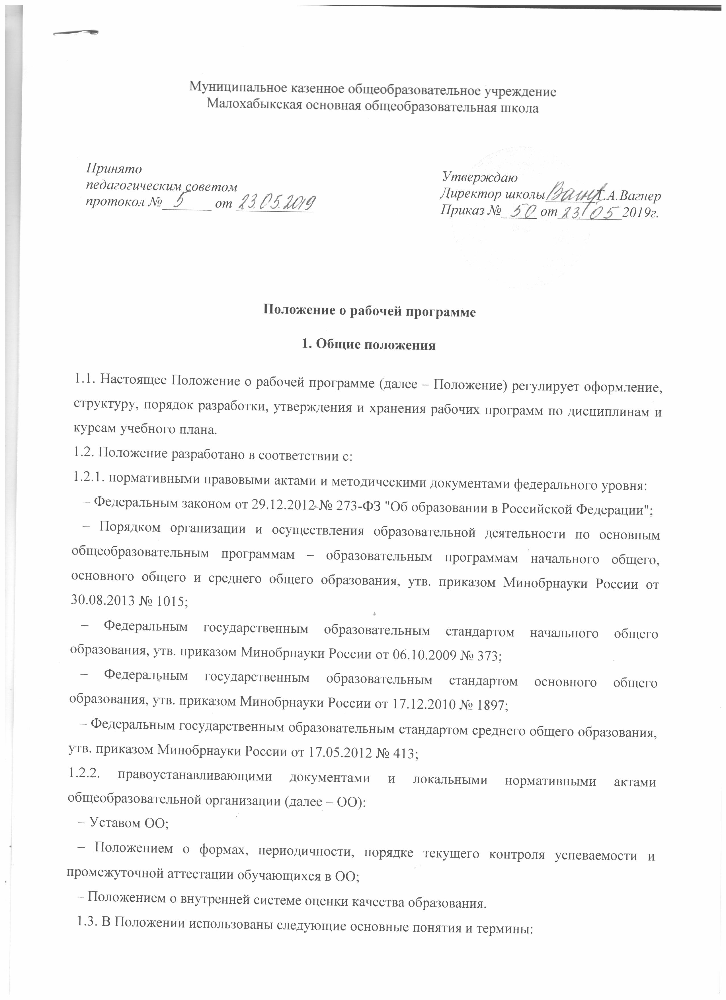 Муниципальное казенное общеобразовательное учреждение
Малохабыкская основная общеобразовательная школа
Принято
педагогическим советом
протокол № 5 от 23.05.2019
Утверждаю
Директор школы Вагнер Т.А.Вагнер
Приказ № 50 от 23/05 2019г.
Положение о рабочей программе
1. Общие положения
1.1. Настоящее Положение о рабочей программе (далее – Положение) регулирует оформление,
структуру, порядок разработки, утверждения и хранения рабочих программ по дисциплинам и
курсам учебного плана.
1.2. Положение разработано в соответствии с:
1.2.1. нормативными правовыми актами и методическими документами федерального уровня:
– Федеральным законом от 29.12.2012 № 273-ФЗ "Об образовании в Российской Федерации";
– Порядком организации и осуществления образовательной деятельности по основным
общеобразовательным программам – образовательным программам начального общего,
основного общего и среднего общего образования, утв. приказом Минобрнауки России от
30.08.2013 № 1015;
– Федеральным государственным образовательным стандартом начального общего
образования, утв. приказом Минобрнауки России от 06.10.2009 № 373;
– Федеральным государственным образовательным стандартом основного общего
образования, утв. приказом Минобрнауки России от 17.12.2010 № 1897;
– Федеральным государственным образовательным стандартом среднего общего образования,
утв. приказом Минобрнауки России от 17.05.2012 № 413;
1.2.2. правоустанавливающими документами и локальными нормативными актами
общеобразовательной организации (далее – ОО):
– Уставом ОО;
– Положением о формах, периодичности, порядке текущего контроля успеваемости и
промежуточной аттестации обучающихся в ОО;
– Положением о внутренней системе оценки качества образования.
1.3. В Положении использованы следующие основные понятия и термины: